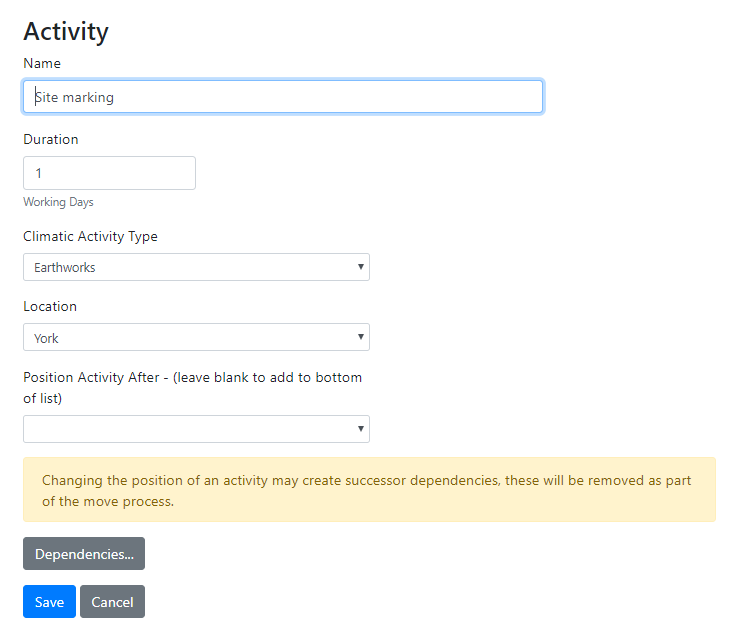 Activity
Name
Site marking
Duration
1
Working Days
Climatic Activity Type
Earthworks
Location
York
Position Activity After - (leave blank to add to bottom
of list)
Changing the position of an activity may create successor dependencies, these will be removed as part
of the move process.
Dependencies...
Save Cancel